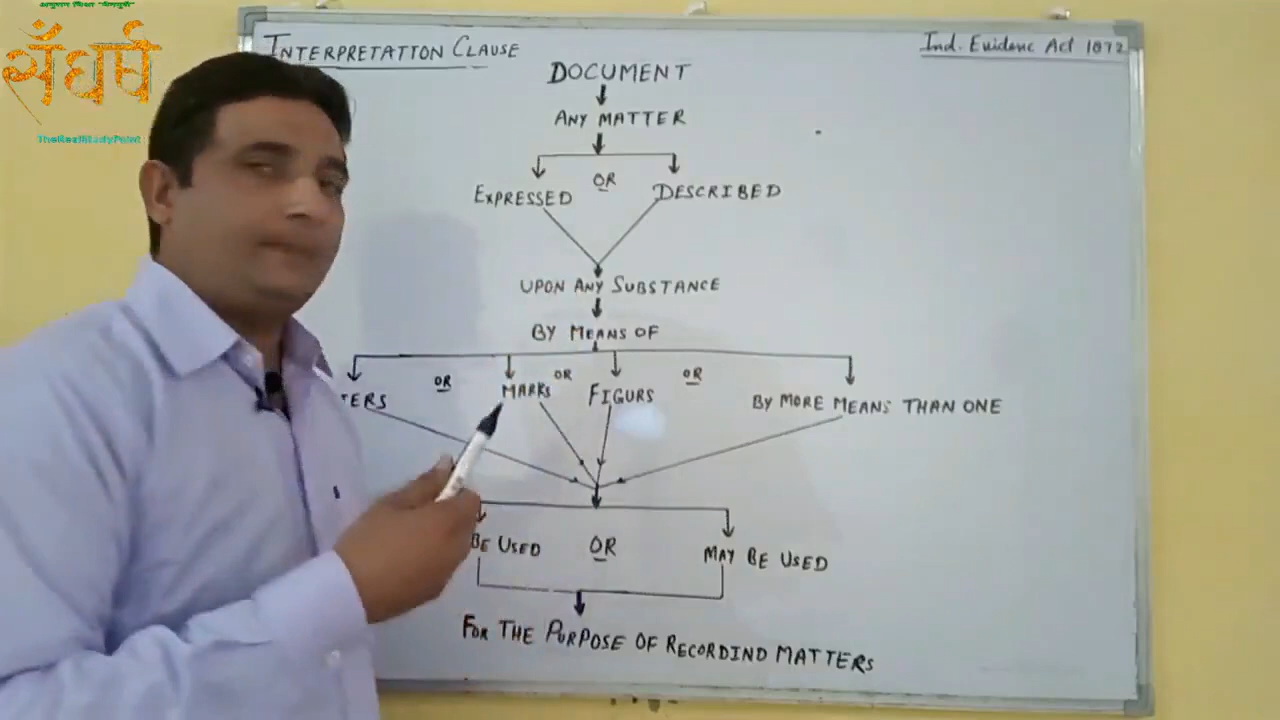 संघर्ष
TheRealStudyPoint
INTERPRETATION CLAUSE
Ind. Evidenc Act 1872
DOCUMENT
ANY MATTER
EXPRESSED OR DESCRIBED
UPON ANY SUBSTANCE
BY MEANS OF
TERS OR MARKS OR FIGURS OR BY MORE MEANS THAN ONE
BE USED OR MAY BE USED
FOR THE PURPOSE OF RECORDIND MATTERS